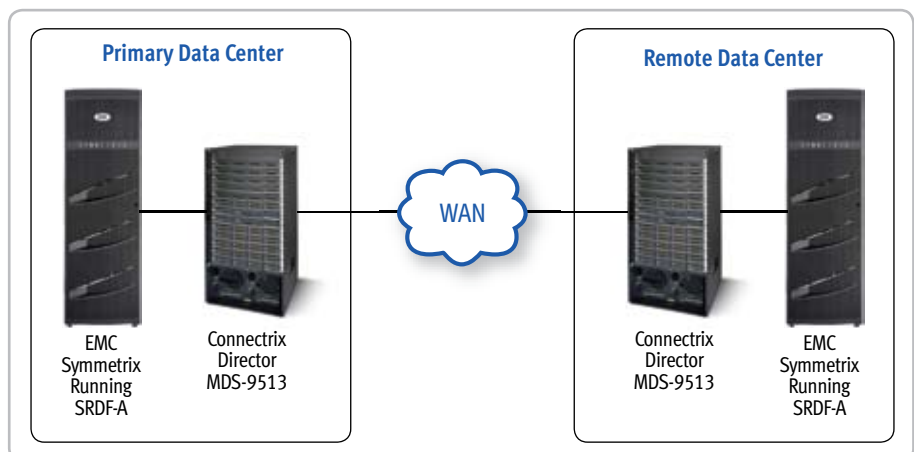 Primary Data Center
Remote Data Center
WAN
EMC
Symmetrix
Running
SRDF-A
Connectrix
Director
MDS-9513
Connectrix
Director
MDS-9513
EMC
Symmetrix
Running
SRDF-A